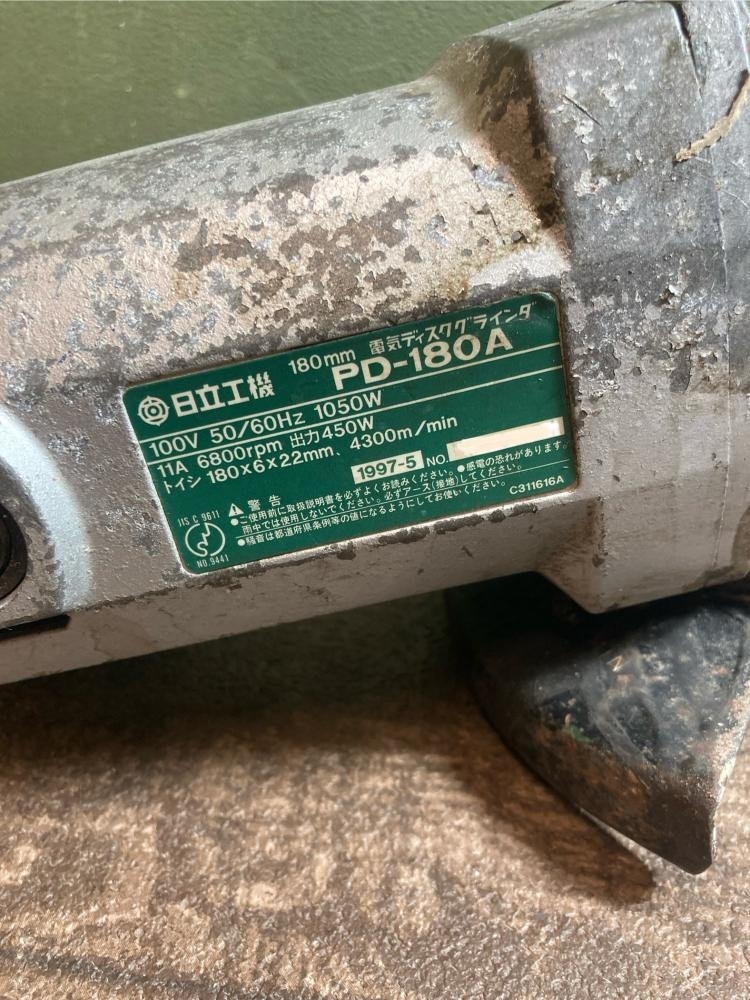 180mm 電気ディスクグラインダ
日立工機 PD-180A
100V 50/60Hz 1050W
11A 6800rpm 出力450W
トイシ 180×6×22mm、4300m/min
1997-5 NO.
警告
●ご使用前に取扱説明書を必ずよくお読みください。●感電の恐れがあります。
雨中では使用しないでください。必ずアース(接地)してください。
●騒音は都道府県条例等の値になるようにしてお使いください。
C311616A
JIS C 9611
NO.9441